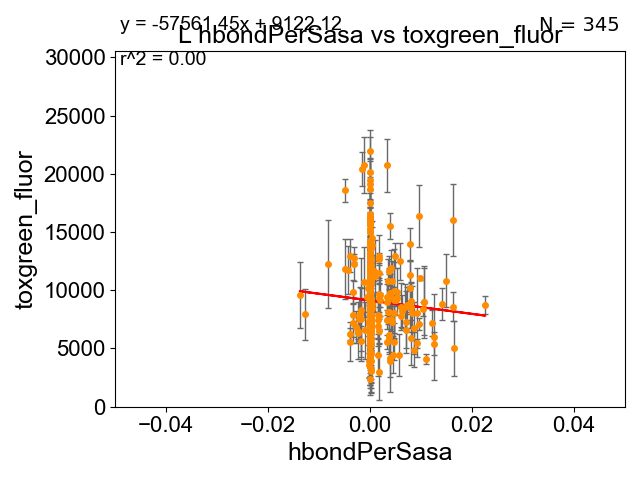 y = -57561.45x + 9122.12
N = 345
L hbondPerSasa vs toxgreen_fluor
r^2 = 0.00
30000
25000
20000
15000
10000
5000
0
toxgreen_fluor
−0.04
−0.02
0.00
0.02
0.04
hbondPerSasa